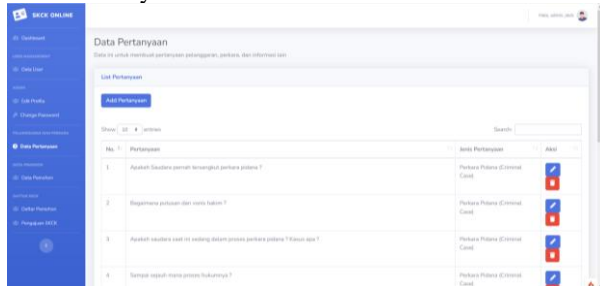 SECK ONLINE
Dashboard
Data User
Edit Profile
Change Password
Data Pertanyaan
Data Pemohon
Daftar Pemohon
Pengajuan SKCK
Data Pertanyaan
Data ini untuk membuat pertanyaan pelanggaran, perkara, dan informasi lain
List Pertanyaan
Add Pertanyaan
Show 10 entries
Search:
No. Pertanyaan Jenis Pertanyaan Aksi
1 Apakah Saudara pernah tersangkut perkara pidana ? Perkara Pidana (Criminal
Case)
2 Bagaimana putusan dan vonis hakim ? Perkara Pidana (Criminal
Case)
3 Apakah saudara saat ini sedang dalam proses perkara pidana ? Kasus apa ? Perkara Pidana (Criminal
Case)
4 Sampai sejauh mana proses hukumnya ? Perkara Pidana (Criminal
Case)